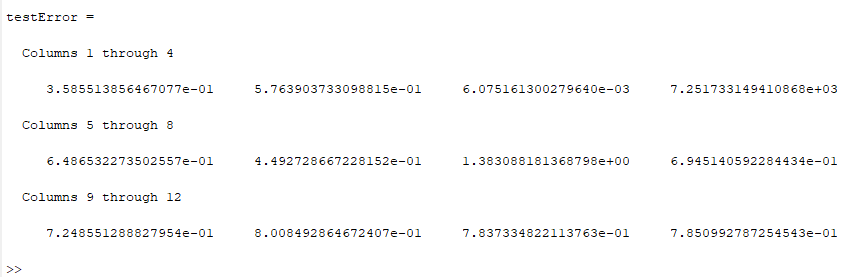 testError =
Columns 1 through 4
3.585513856467077e-01 5.763903733098815e-01 6.075161300279640e-03 7.251733149410868e+03
Columns 5 through 8
6.486532273502557e-01 4.492728667228152e-01 1.383088181368798e+00 6.945140592284434e-01
Columns 9 through 12
7.248551288827954e-01 8.008492864672407e-01 7.837334822113763e-01 7.850992787254543e-01
>>